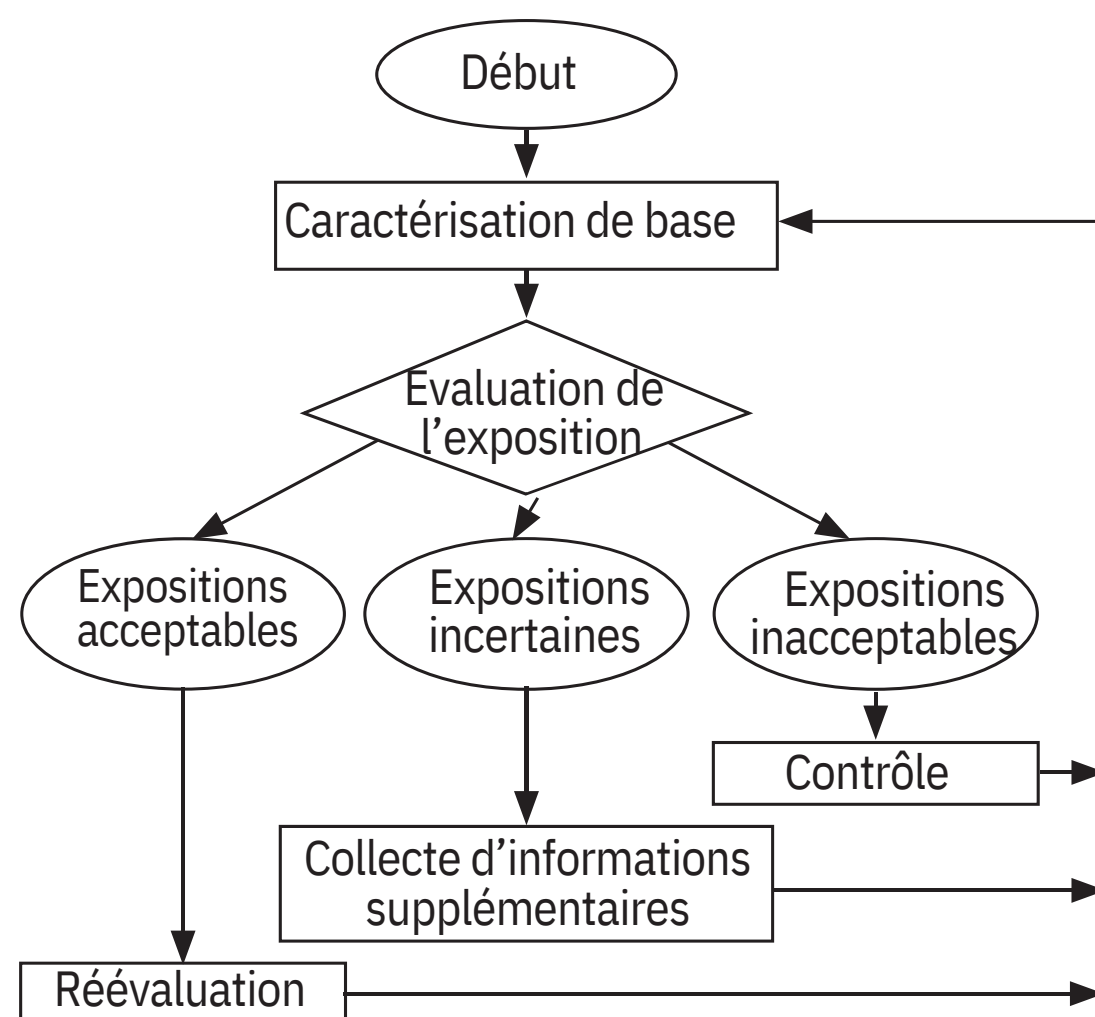 Début
Caractérisation de base
Evaluation de
l’exposition
Expositions
acceptables
Expositions
incertaines
Expositions
inacceptables
Contrôle
Collecte d’informations
supplémentaires
Réévaluation